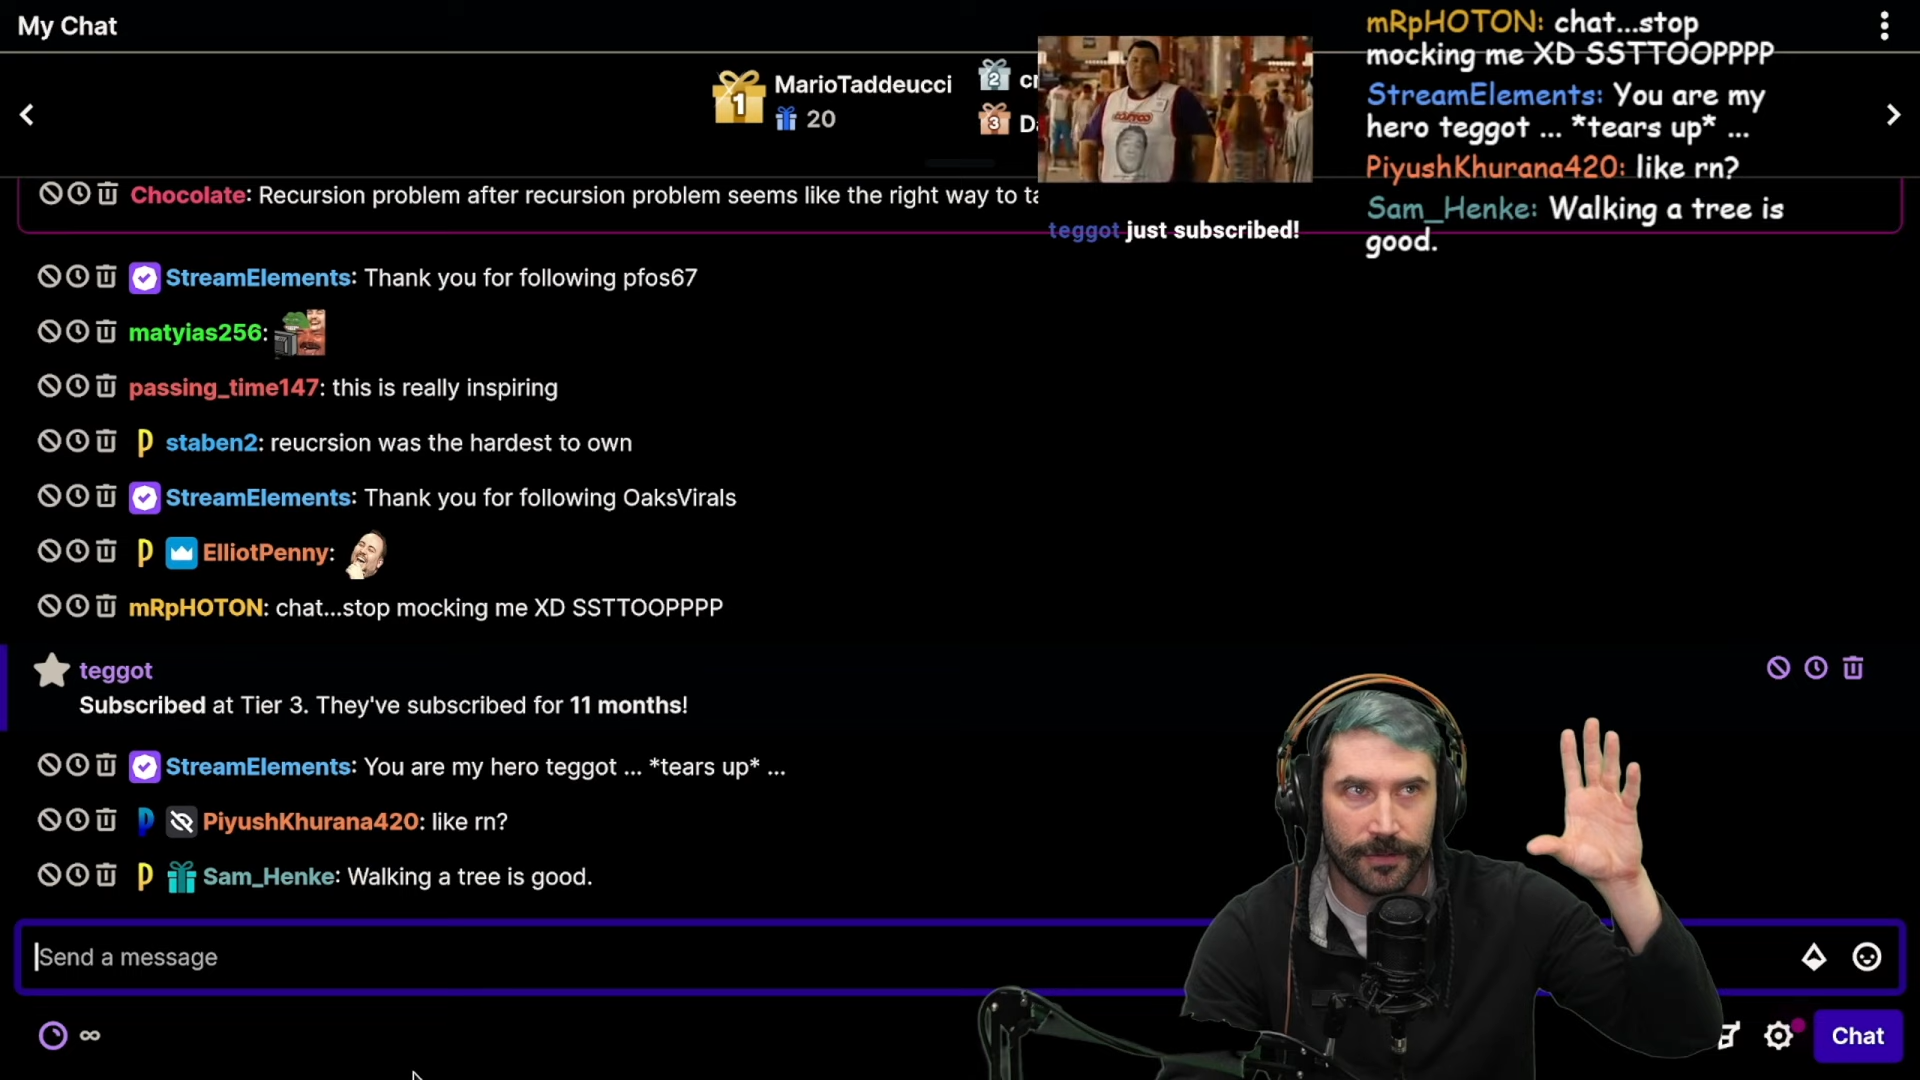 My Chat
MarioTaddeucci
20
1
2
3
mRpHOTON: chat...stop
mocking me XD SSTTOOPPPP
StreamElements: You are my
hero teggot ... *tears up* ...
PiyushKhurana420: like rn?
Sam_Henke: Walking a tree is
good.
teggot just subscribed!
Chocolate: Recursion problem after recursion problem seems like the right way to
StreamElements: Thank you for following pfos67
matyias256:
passing_time147: this is really inspiring
staben2: reucrsion was the hardest to own
StreamElements: Thank you for following OaksVirals
ElliotPenny:
mRpHOTON: chat...stop mocking me XD SSTTOOPPPP
teggot
Subscribed at Tier 3. They've subscribed for 11 months!
StreamElements: You are my hero teggot ... *tears up* ...
PiyushKhurana420: like rn?
Sam_Henke: Walking a tree is good.
Send a message
Chat